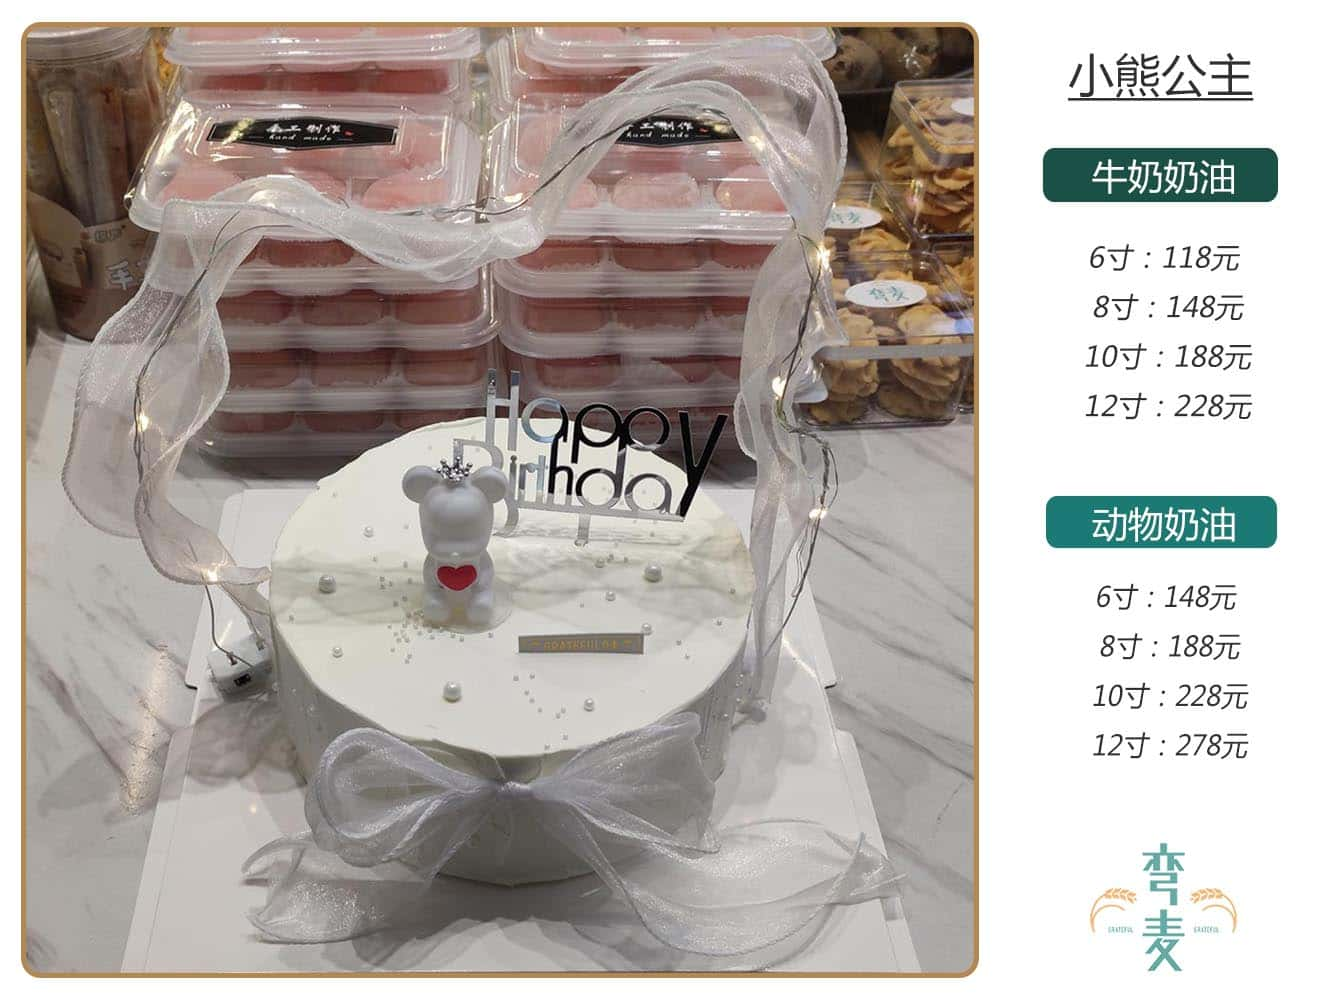 小熊公主
牛奶奶油
6寸：118元
8寸：148元
10寸：188元
12寸：228元
动物奶油
6寸：148元
8寸：188元
10寸：228元
12寸：278元
弯麦
GRATEFUL
GRATEFUL
手工制作
hand made
手工制作
hand made
弯麦
弯麦
Happy
Birthday